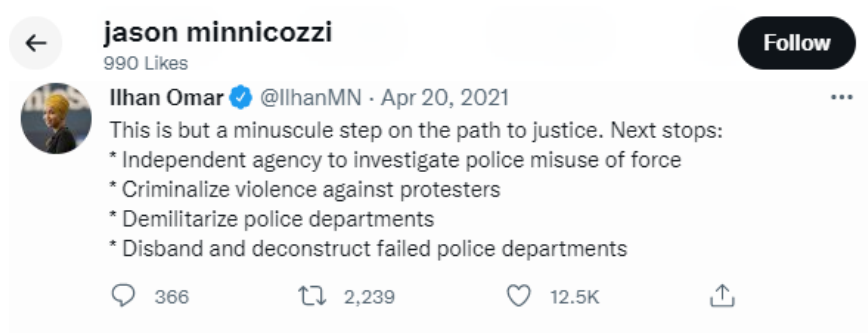 jason minnicozzi
990 Likes
Follow
Ilhan Omar @IlhanMN · Apr 20, 2021
This is but a minuscule step on the path to justice. Next stops:
* Independent agency to investigate police misuse of force
* Criminalize violence against protesters
* Demilitarize police departments
* Disband and deconstruct failed police departments
366 2,239 12.5K